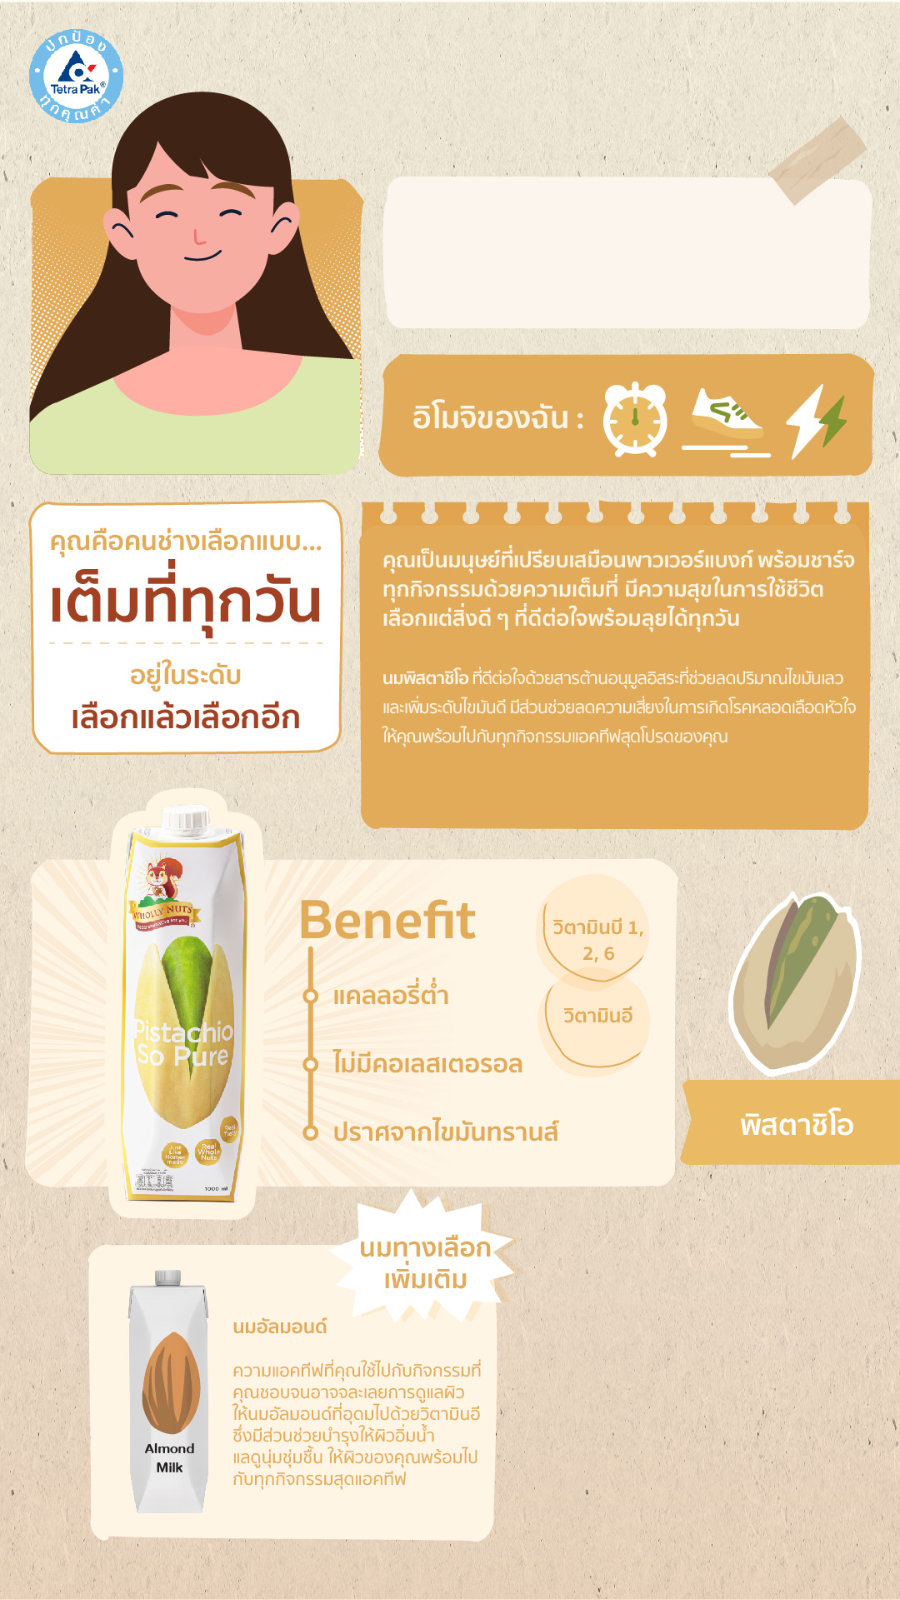 ปกป้อง
Tetra Pak®
ทุกคุณค่า
อิโมจิของฉัน :
คุณคือคนช่างเลือกแบบ...
เต็มที่ทุกวัน
อยู่ในระดับ
เลือกแล้วเลือกอีก
คุณเป็นมนุษย์ที่เปรียบเสมือนพาวเวอร์แบงก์ พร้อมชาร์จ
ทุกกิจกรรมด้วยความเต็มที่ มีความสุขในการใช้ชีวิต
เลือกแต่สิ่งดี ๆ ที่ดีต่อใจพร้อมลุยได้ทุกวัน
นมพิสตาชิโอ ที่ดีต่อใจด้วยสารต้านอนุมูลอิสระที่ช่วยลดปริมาณไขมันเลว
และเพิ่มระดับไขมันดี มีส่วนช่วยลดความเสี่ยงในการเกิดโรคหลอดเลือดหัวใจ
ให้คุณพร้อมไปกับทุกกิจกรรมแอคทีฟสุดโปรดของคุณ
WHOLLY NUTS
Pistachio
So Pure
Real
Tasty
Just
Like
Home
made
Real
Whole
Nuts
1000
Benefit
แคลลอรี่ต่ำ
ไม่มีคอเลสเตอรอล
ปราศจากไขมันทรานส์
วิตามินบี 1,
2, 6
วิตามินอี
พิสตาชิโอ
นมทางเลือก
เพิ่มเติม
นมอัลมอนด์
ความแอคทีฟที่คุณใช้ไปกับกิจกรรมที่
คุณชอบจนอาจจละเลยการดูแลผิว
ให้นมอัลมอนด์ที่อุดมไปด้วยวิตามินอี
ซึ่งมีส่วนช่วยบำรุงให้ผิวอิ่มน้ำ
แลดูนุ่มชุ่มชื้น ให้ผิวของคุณพร้อมไป
กับทุกกิจกรรมสุดแอคทีฟ
Almond
Milk